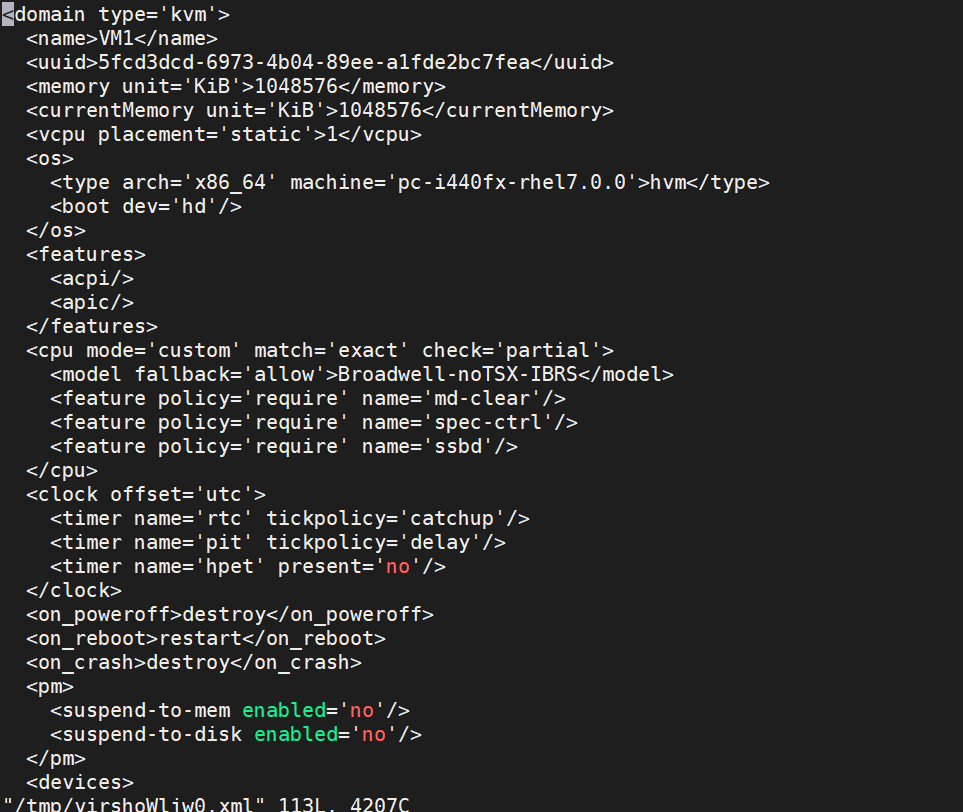 <domain type='kvm'>
  <name>VM1</name>
  <uuid>5fcd3dcd-6973-4b04-89ee-a1fde2bc7fea</uuid>
  <memory unit='KiB'>1048576</memory>
  <currentMemory unit='KiB'>1048576</currentMemory>
  <vcpu placement='static'>1</vcpu>
  <os>
    <type arch='x86_64' machine='pc-i440fx-rhel7.0.0'>hvm</type>
    <boot dev='hd'/>
  </os>
  <features>
    <acpi/>
    <apic/>
  </features>
  <cpu mode='custom' match='exact' check='partial'>
    <model fallback='allow'>Broadwell-noTSX-IBRS</model>
    <feature policy='require' name='md-clear'/>
    <feature policy='require' name='spec-ctrl'/>
    <feature policy='require' name='ssbd'/>
  </cpu>
  <clock offset='utc'>
    <timer name='rtc' tickpolicy='catchup'/>
    <timer name='pit' tickpolicy='delay'/>
    <timer name='hpet' present='no'/>
  </clock>
  <on_poweroff>destroy</on_poweroff>
  <on_reboot>restart</on_reboot>
  <on_crash>destroy</on_crash>
  <pm>
    <suspend-to-mem enabled='no'/>
    <suspend-to-disk enabled='no'/>
  </pm>
  <devices>
"/tmp/virshoWljw0.xml" 113L, 4207C